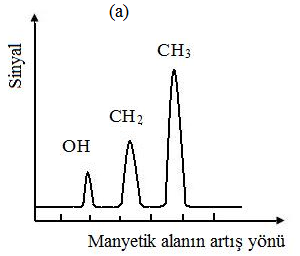 (a)
CH₃
CH₂
OH
Sinyal
Manyetik alanın artış yönü